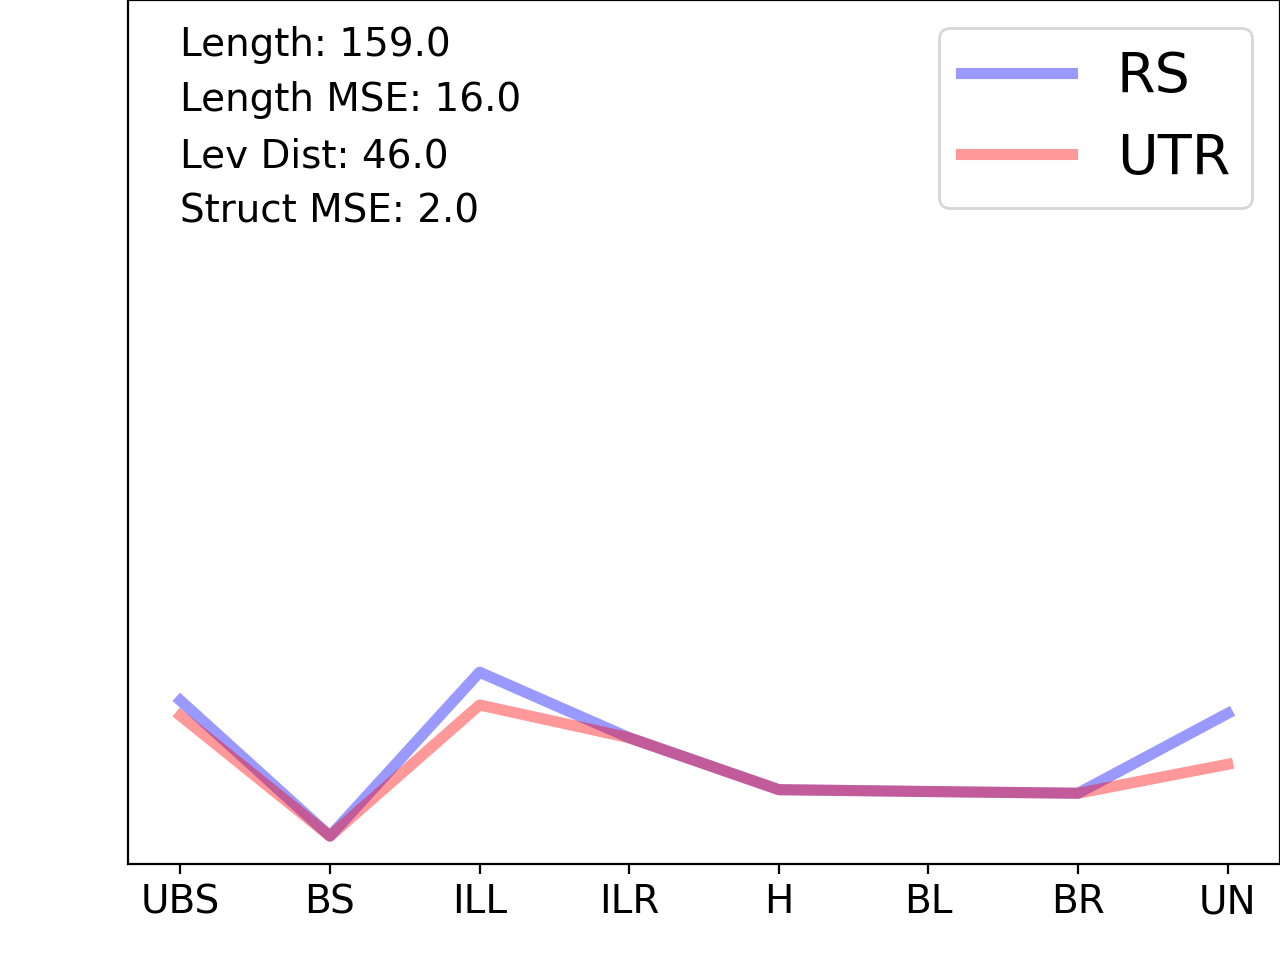 Length: 159.0
Length MSE: 16.0
Lev Dist: 46.0
Struct MSE: 2.0
RS
UTR
UBS BS ILL ILR H BL BR UN